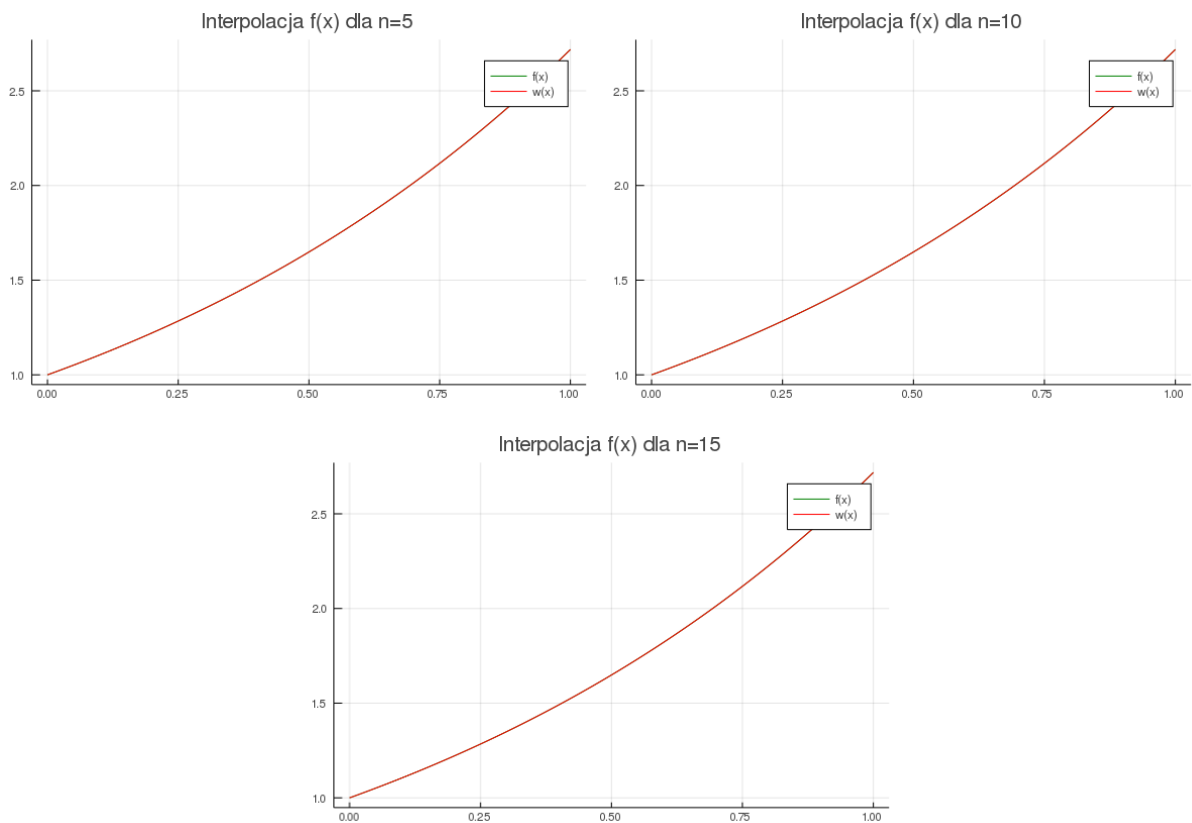 Interpolacja f(x) dla n=5
f(x)
w(x)
2.5
2.0
1.5
1.0
0.00 0.25 0.50 0.75 1.00
Interpolacja f(x) dla n=10
f(x)
w(x)
2.5
2.0
1.5
1.0
0.00 0.25 0.50 0.75 1.00
Interpolacja f(x) dla n=15
f(x)
w(x)
2.5
2.0
1.5
1.0
0.00 0.25 0.50 0.75 1.00